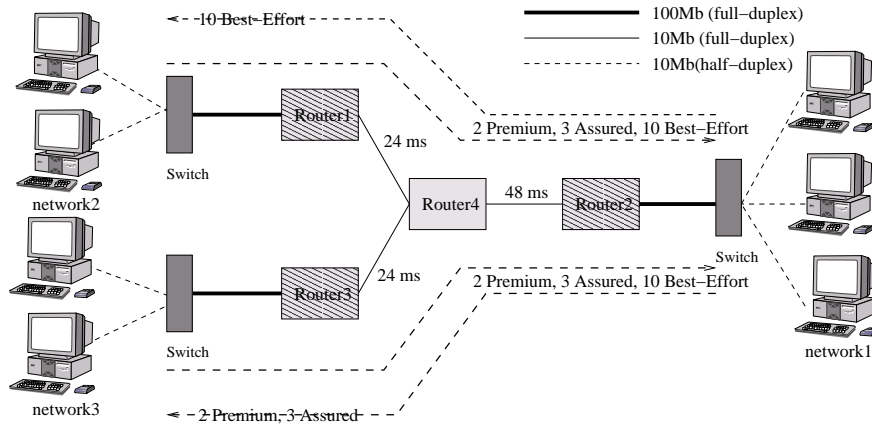 10 Best−Effort
100Mb (full−duplex)
10Mb (full−duplex)
10Mb(half−duplex)
Router1
2 Premium, 3 Assured, 10 Best−Effort
24 ms
Switch
network2
Router4
48 ms
Router2
Switch
24 ms
Router3
2 Premium, 3 Assured, 10 Best−Effort
Switch
network1
network3
2 Premium, 3 Assured